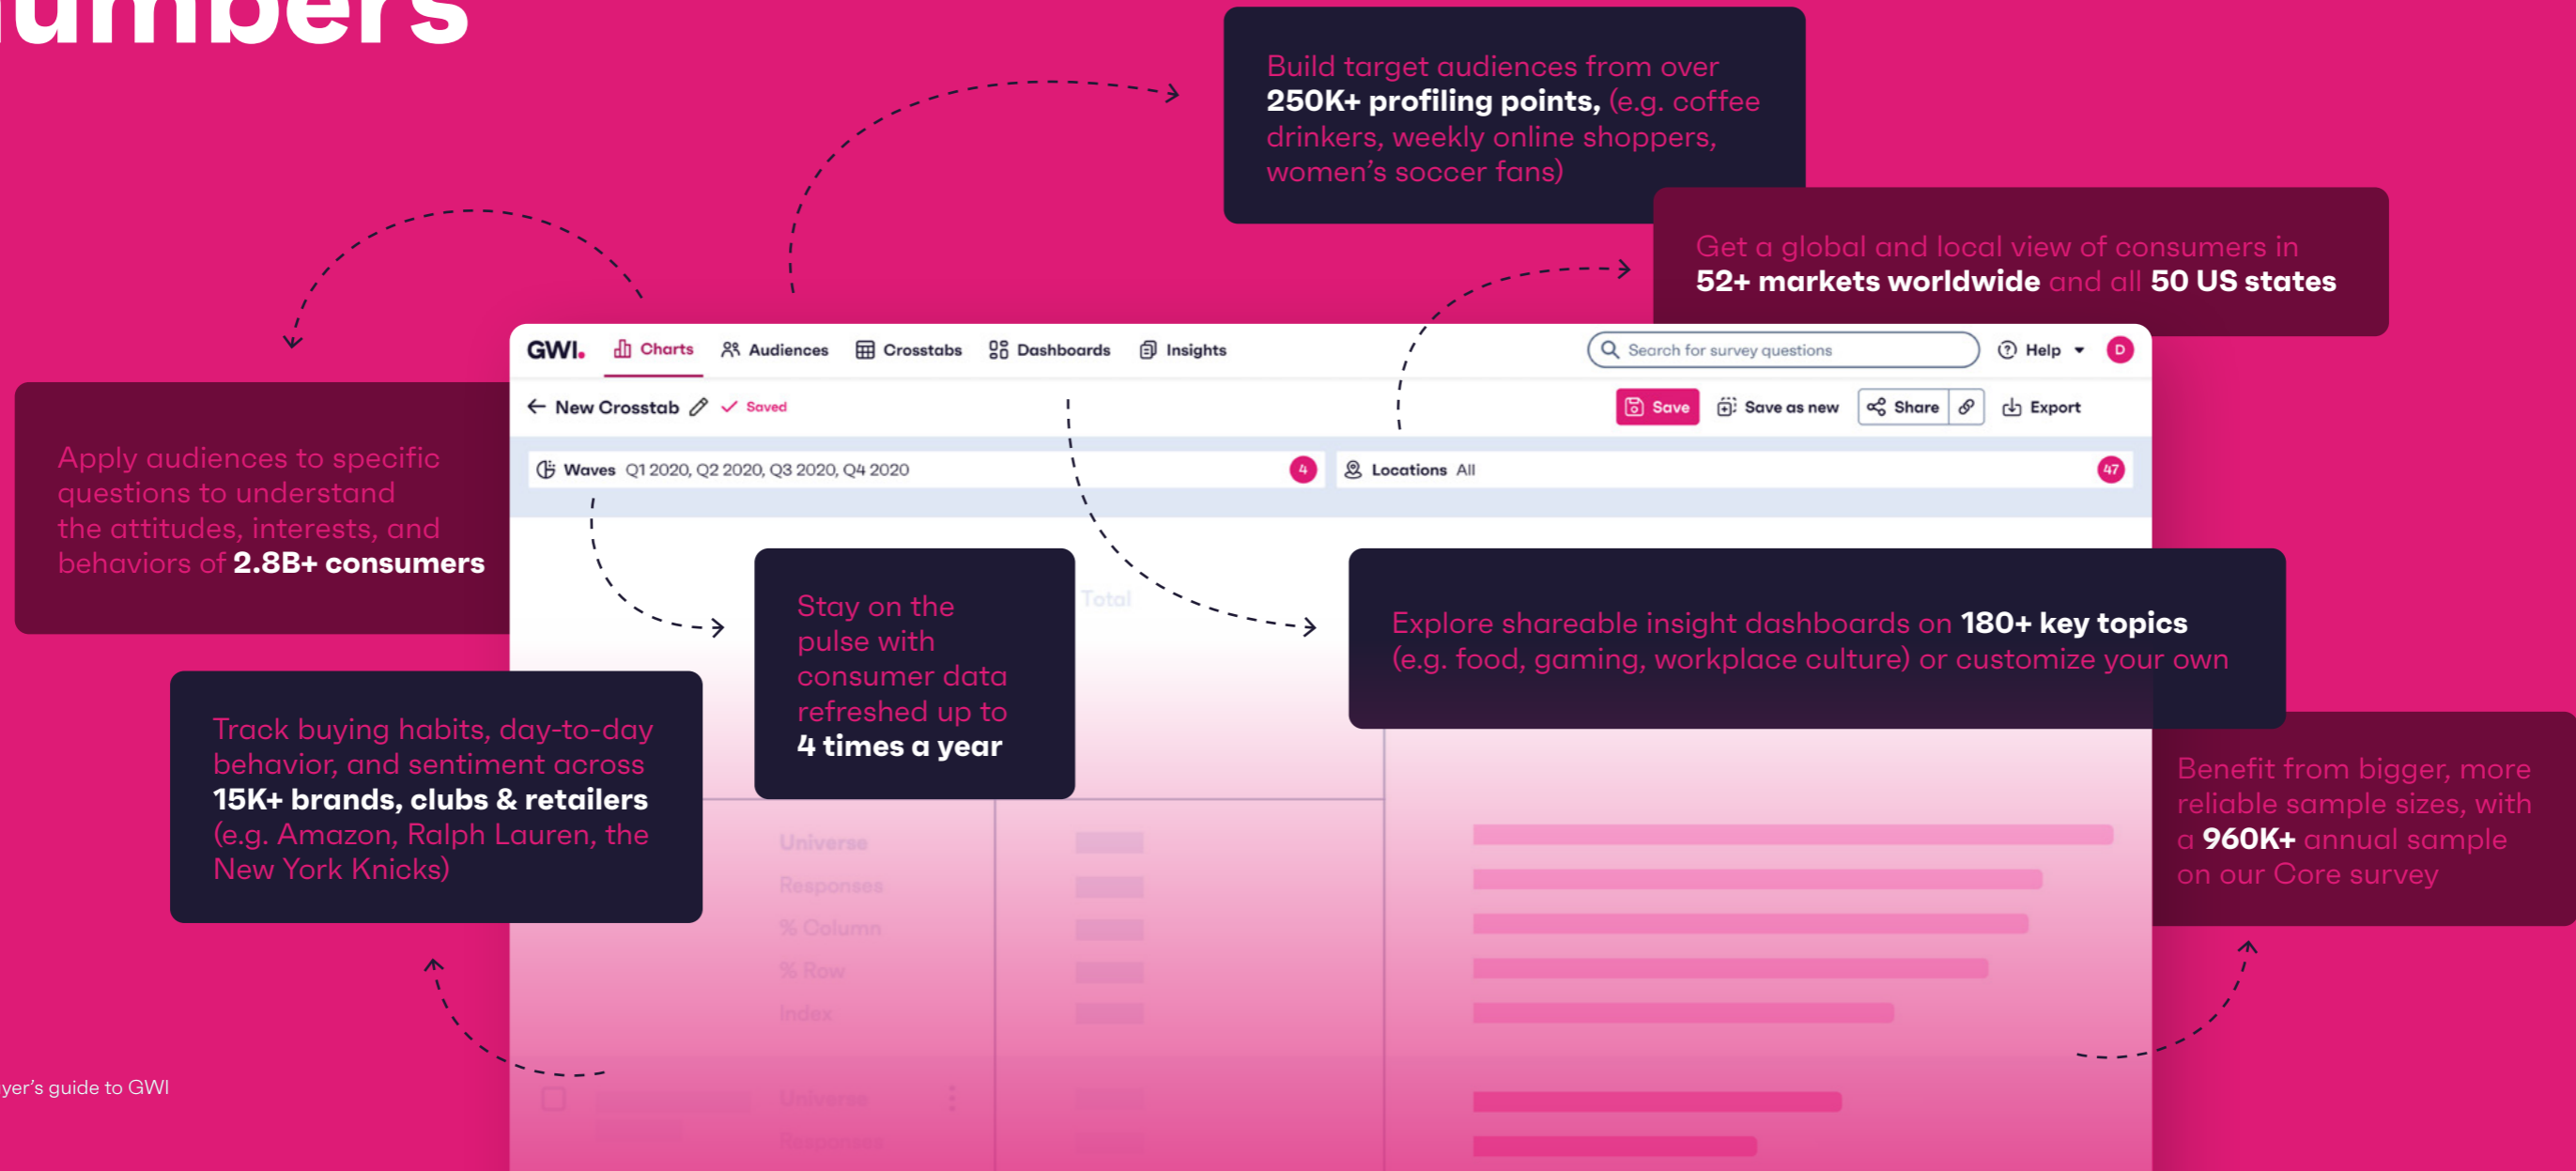 Build target audiences from over
250K+ profiling points, (e.g. coffee
drinkers, weekly online shoppers,
women's soccer fans)
Get a global and local view of consumers in
52+ markets worldwide and all 50 US states
GWI. Charts Audiences Crosstabs Dashboards Insights
Search for survey questions
Help
D
New Crosstab Saved
Save
Save as new
Share
Export
Waves Q1 2020, Q2 2020, Q3 2020, Q4 2020
4
Locations All
47
Apply audiences to specific
questions to understand
the attitudes, interests, and
behaviors of 2.8B+ consumers
Stay on the
pulse with
consumer data
refreshed up to
4 times a year
Total
Explore shareable insight dashboards on 180+ key topics
(e.g. food, gaming, workplace culture) or customize your own
Track buying habits, day-to-day
behavior, and sentiment across
15K+ brands, clubs & retailers
(e.g. Amazon, Ralph Lauren, the
New York Knicks)
Benefit from bigger, more
reliable sample sizes, with
a 960K+ annual sample
on our Core survey
Universe
Responses
% Column
% Row
Index
Universe
Responses
guide to GWI